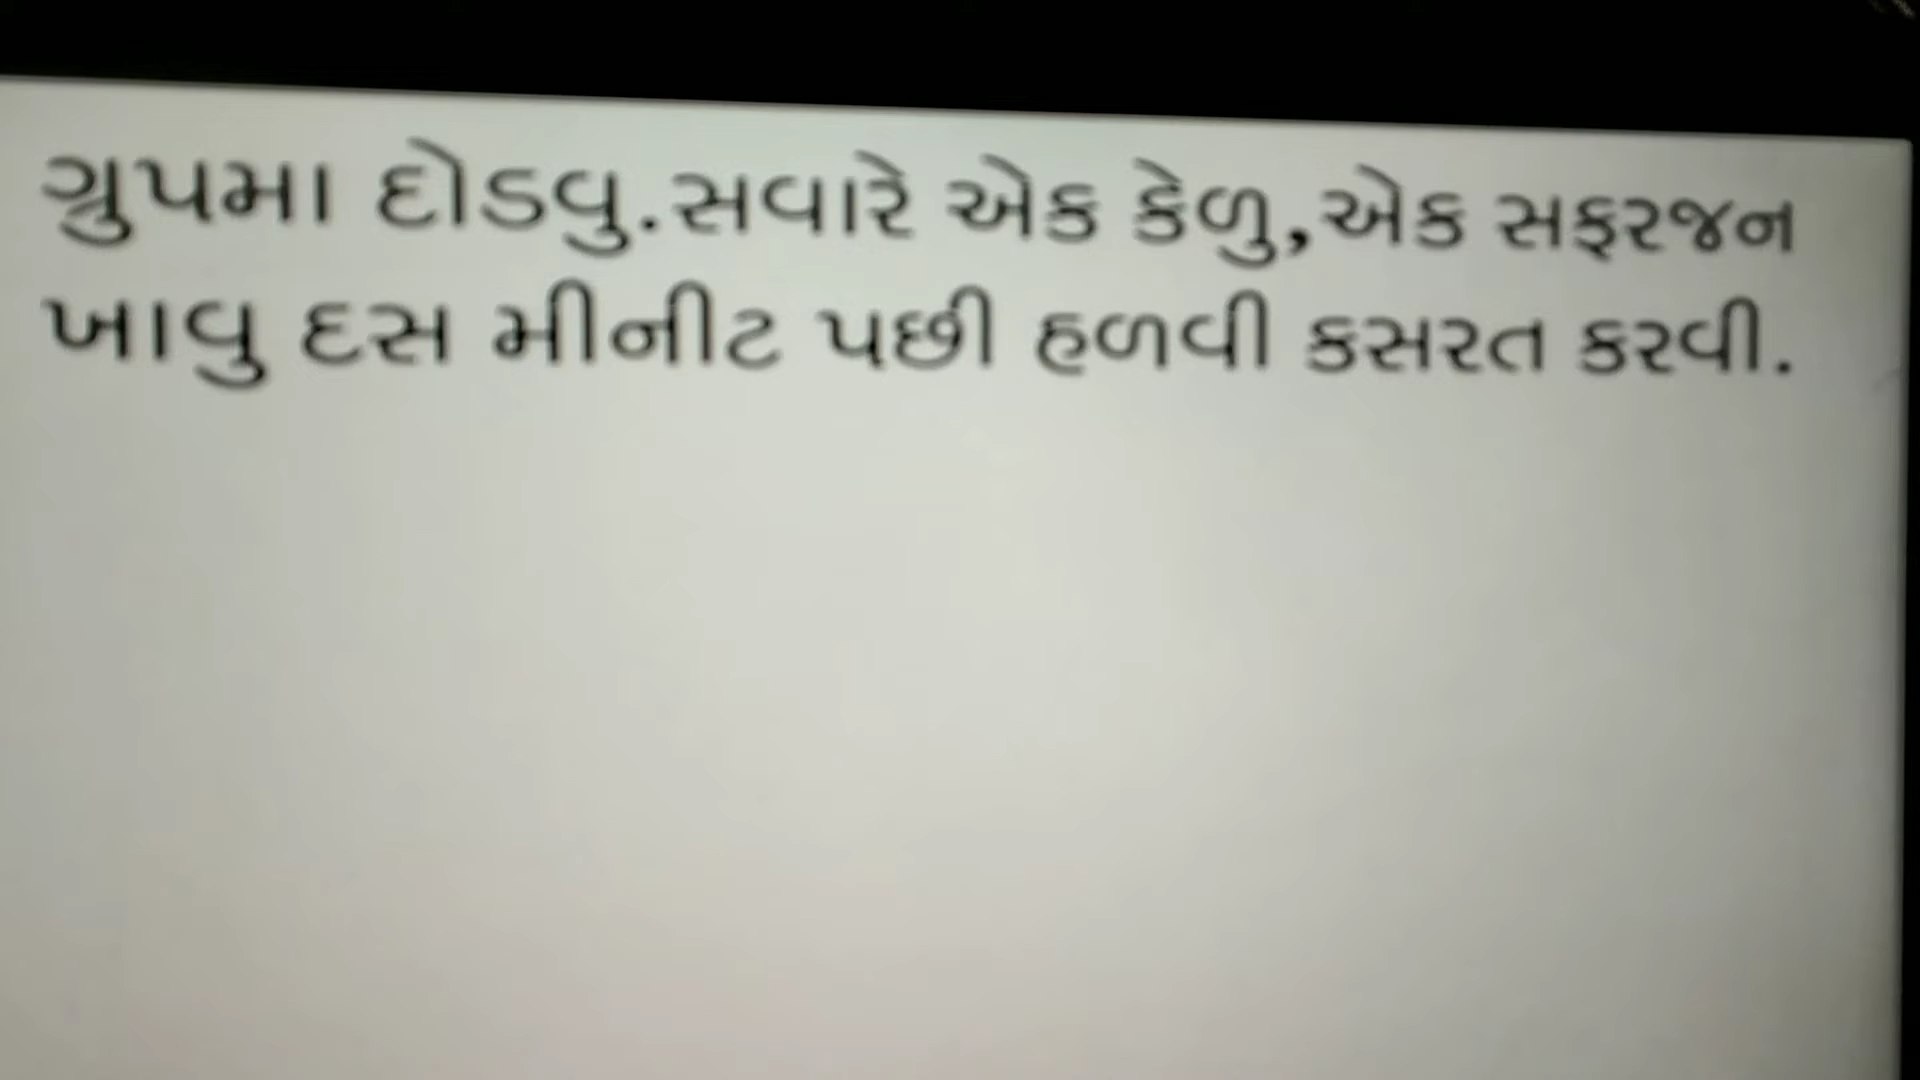 ગ્રુપમા દોડવુ.સવારે એક કેળુ,એક સફરજન
ખાવુ દસ મીનીટ પછી હળવી કસરત કરવી.